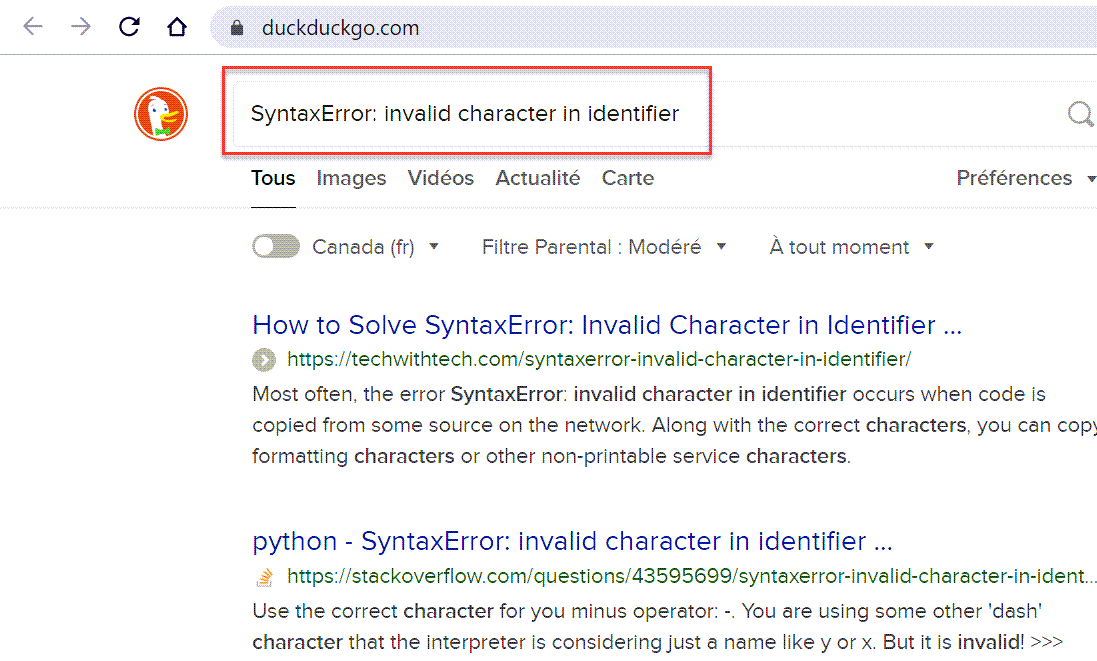 duckduckgo.com
SyntaxError: invalid character in identifier
Tous Images Vidéos Actualité Carte Préférences
Canada (fr) Filtre Parental : Modéré À tout moment
How to Solve SyntaxError: Invalid Character in Identifier ...
https://techwithtech.com/syntaxerror-invalid-character-in-identifier/
Most often, the error SyntaxError: invalid character in identifier occurs when code is
copied from some source on the network. Along with the correct characters, you can copy
formatting characters or other non-printable service characters.
python - SyntaxError: invalid character in identifier ...
https://stackoverflow.com/questions/43595699/syntaxerror-invalid-character-in-ident...
Use the correct character for you minus operator: -. You are using some other 'dash'
character that the interpreter is considering just a name like y or x. But it is invalid! >>>